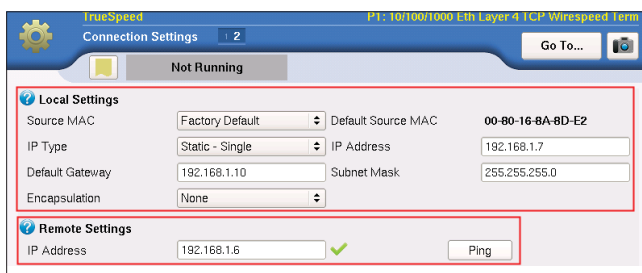 TrueSpeed P1: 10/100/1000 Eth Layer 4 TCP Wirespeed Term
Connection Settings 2
Go To...
Not Running
? Local Settings
Source MAC Factory Default Default Source MAC 00-80-16-8A-8D-E2
IP Type Static - Single IP Address 192.168.1.7
Default Gateway 192.168.1.10 Subnet Mask 255.255.255.0
Encapsulation None
? Remote Settings
IP Address 192.168.1.6 Ping